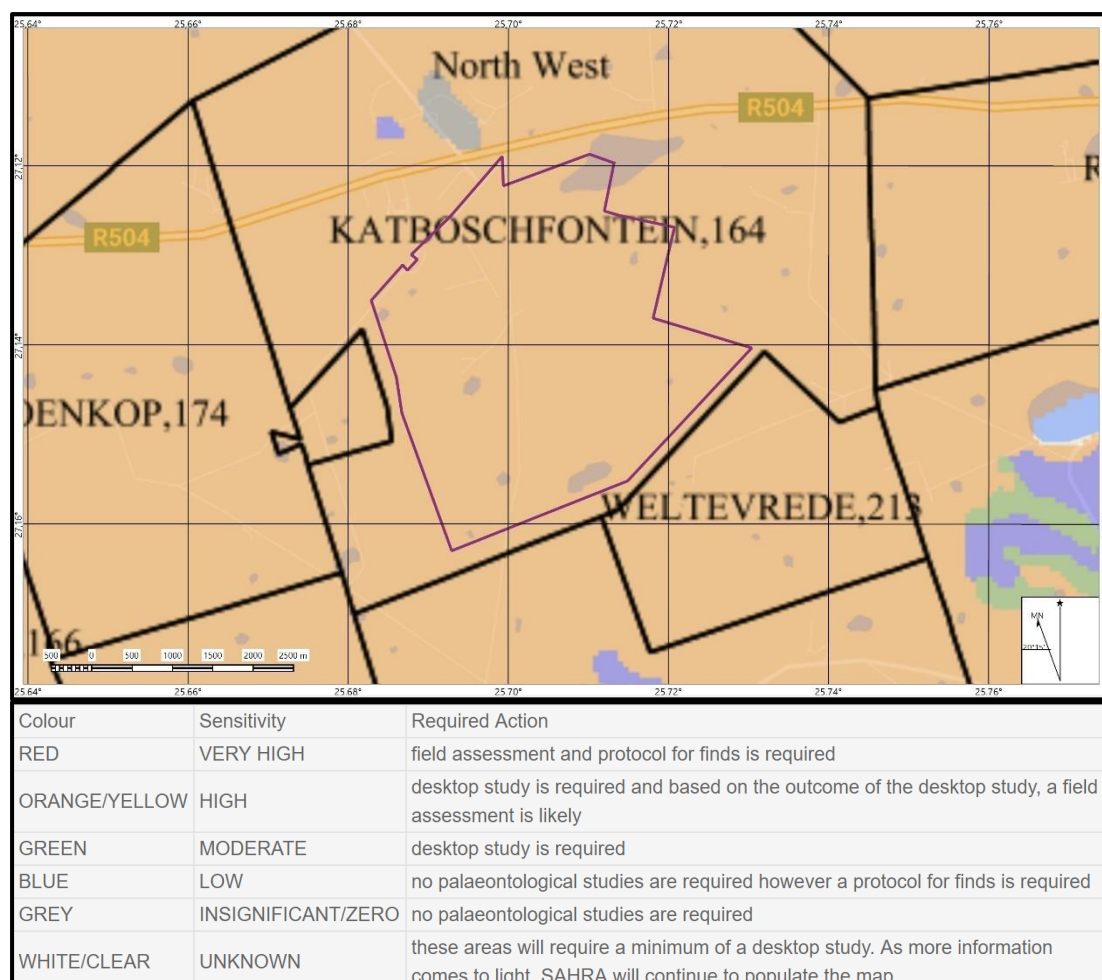 25.64° 25.66° 25.68° 25.70° 25.72° 25.74° 25.76°
North West
R504
27.12°
R
KATBOSCHFONTEIN,164
R504
27.14°
DENKOP,174
WELTEVREDE,213
27.16°
MN
20°15'
166
500 0 500 1000 1500 2000 2500 m
25.64° 25.66° 25.68° 25.70° 25.72° 25.74° 25.76°
Colour Sensitivity Required Action
RED VERY HIGH field assessment and protocol for finds is required
ORANGE/YELLOW HIGH desktop study is required and based on the outcome of the desktop study, a field
assessment is likely
GREEN MODERATE desktop study is required
BLUE LOW no palaeontological studies are required however a protocol for finds is required
GREY INSIGNIFICANT/ZERO no palaeontological studies are required
WHITE/CLEAR UNKNOWN these areas will require a minimum of a desktop study. As more information
comes to light, SAHRA will continue to populate the map